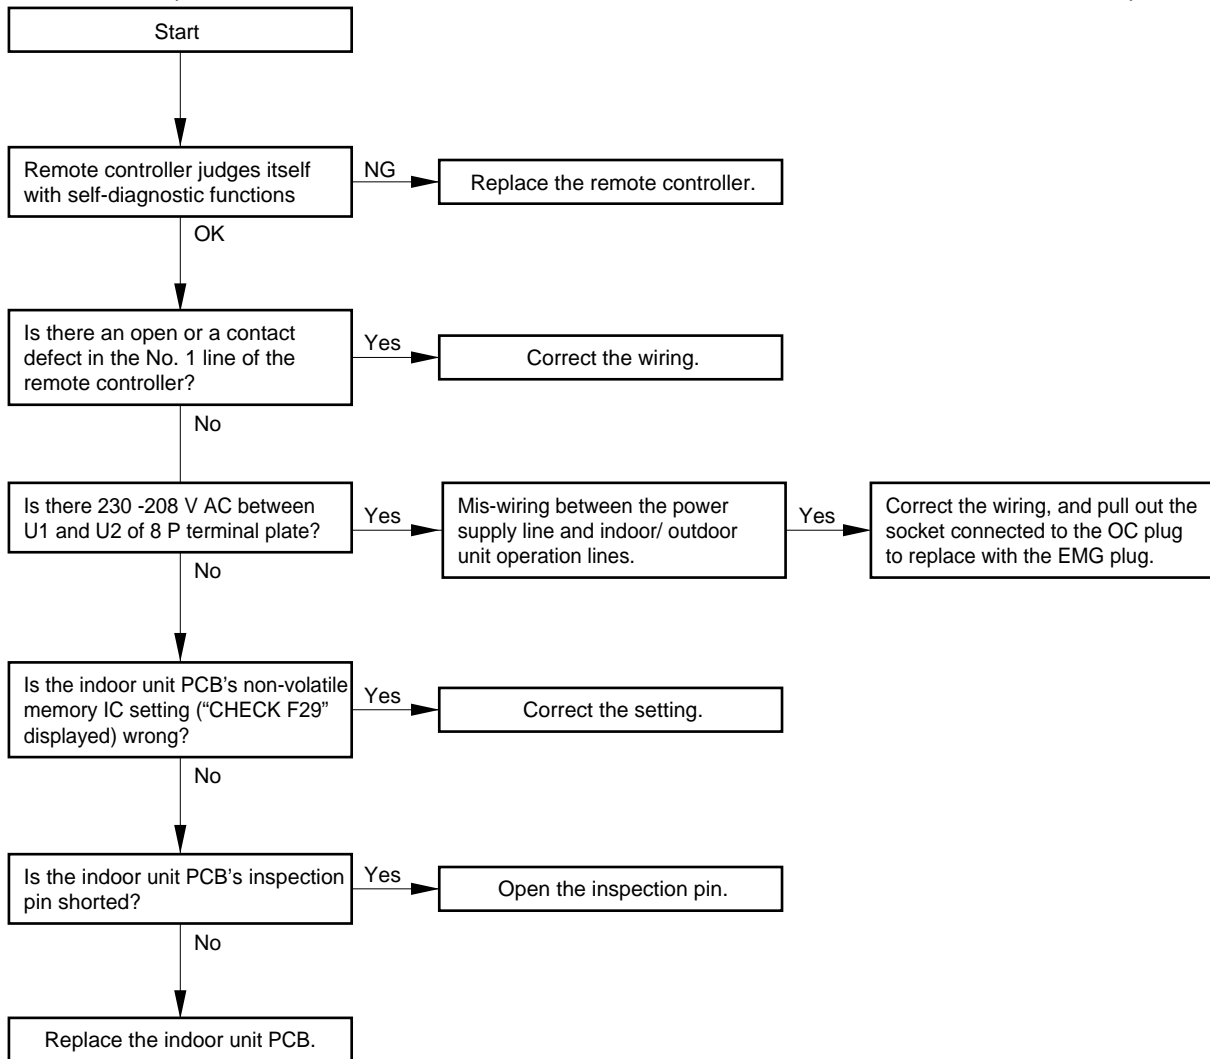 Start
Remote controller judges itself
with self-diagnostic functions
NG
Replace the remote controller.
OK
Is there an open or a contact
defect in the No. 1 line of the
remote controller?
Yes
Correct the wiring.
No
Is there 230 -208 V AC between
U1 and U2 of 8 P terminal plate?
Yes
Mis-wiring between the power
supply line and indoor/ outdoor
unit operation lines.
Yes
Correct the wiring, and pull out the
socket connected to the OC plug
to replace with the EMG plug.
No
Is the indoor unit PCB’s non-volatile
memory IC setting (“CHECK F29”
displayed) wrong?
Yes
Correct the setting.
No
Is the indoor unit PCB’s inspection
pin shorted?
Yes
Open the inspection pin.
No
Replace the indoor unit PCB.